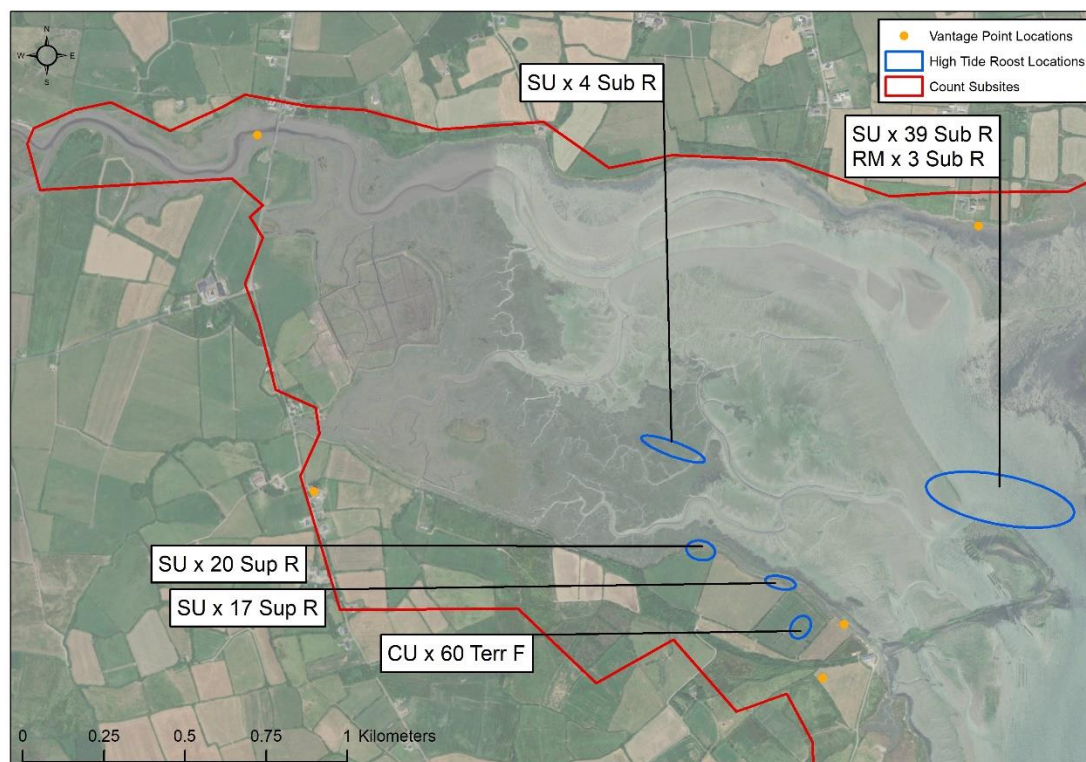 N
W E
S
Vantage Point Locations
High Tide Roost Locations
Count Subsites
SU x 4 Sub R
SU x 39 Sub R
RM x 3 Sub R
SU x 20 Sup R
SU x 17 Sup R
CU x 60 Terr F
0 0.25 0.5 0.75 1 Kilometers